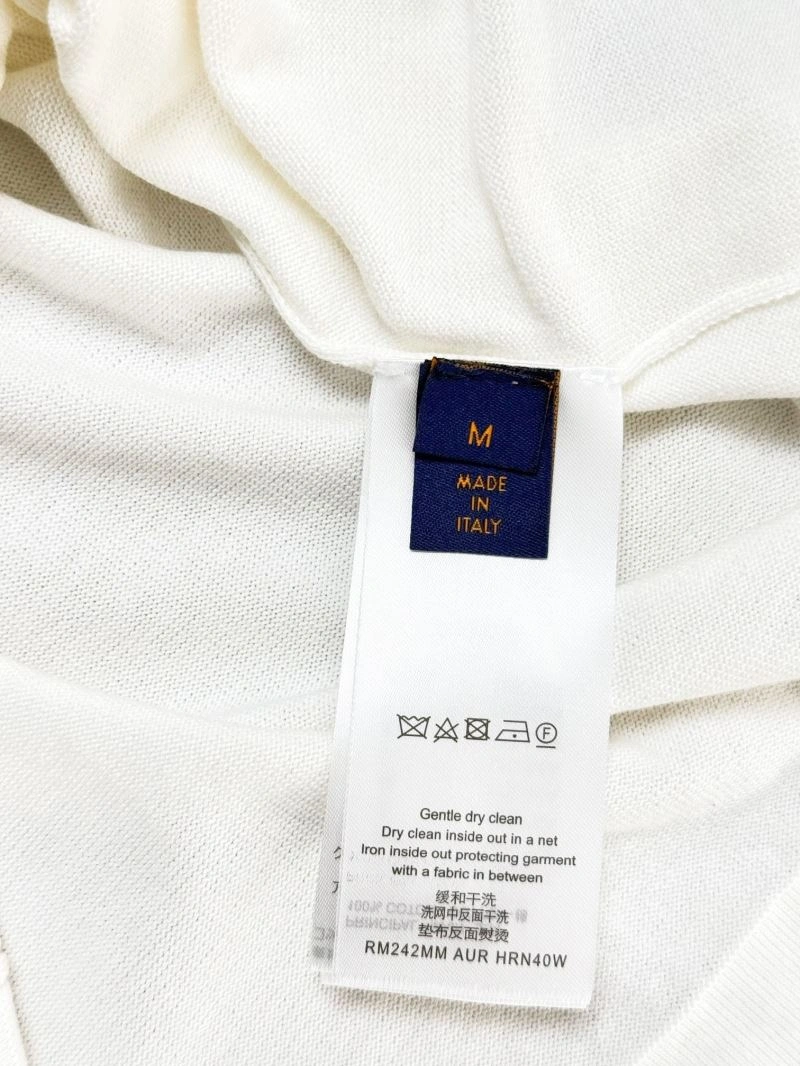 M
MADE
IN
ITALY
F
Gentle dry clean
Dry clean inside out in a net
Iron inside out protecting garment
with a fabric in between
缓和干洗
洗网中反面干洗
垫布反面熨烫
RM242MM AUR HRN40W